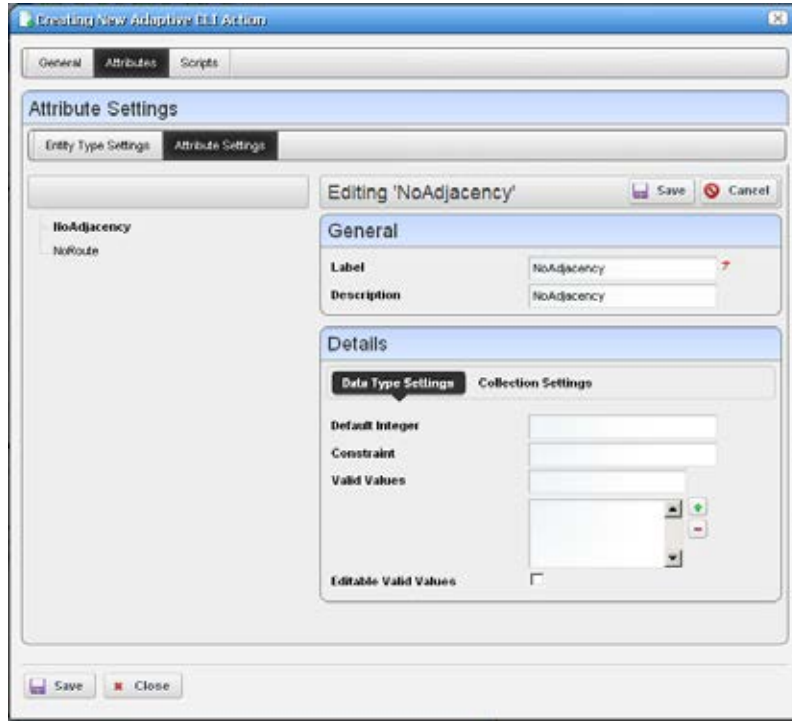 Creating New Adaptive CLI Action
General Attributes Scripts
Attribute Settings
Entity Type Settings Attribute Settings
Editing 'NoAdjacency' Save Cancel
NoAdjacency
NoRoute
General
Label NoAdjacency
Description NoAdjacency
Details
Data Type Settings Collection Settings
Default Integer
Constraint
Valid Values
Editable Valid Values
Save Close